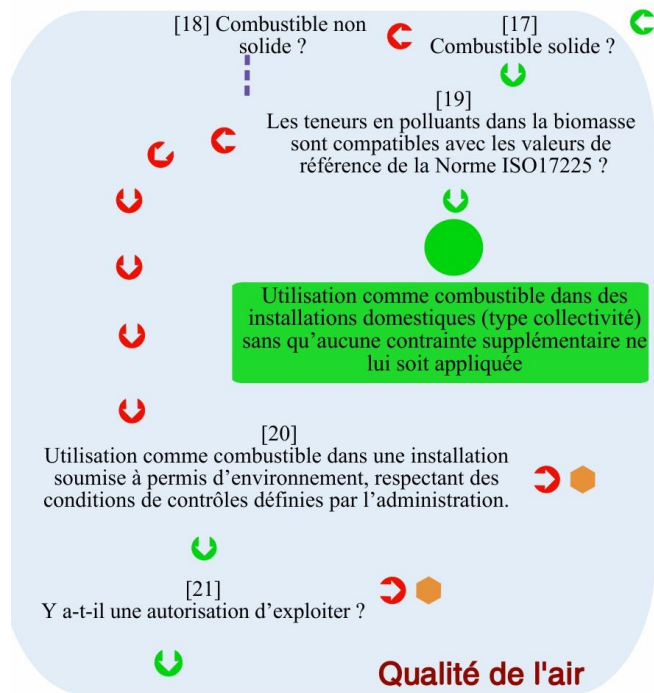 [18] Combustible non
solide ?
[17]
Combustible solide ?
[19]
Les teneurs en polluants dans la biomasse
sont compatibles avec les valeurs de
référence de la Norme ISO17225 ?
Utilisation comme combustible dans des
installations domestiques (type collectivité)
sans qu’aucune contrainte supplémentaire ne
lui soit appliquée
[20]
Utilisation comme combustible dans une installation
soumise à permis d’environnement, respectant des
conditions de contrôles définies par l’administration.
[21]
Y a-t-il une autorisation d’exploiter ?
Qualité de l'air